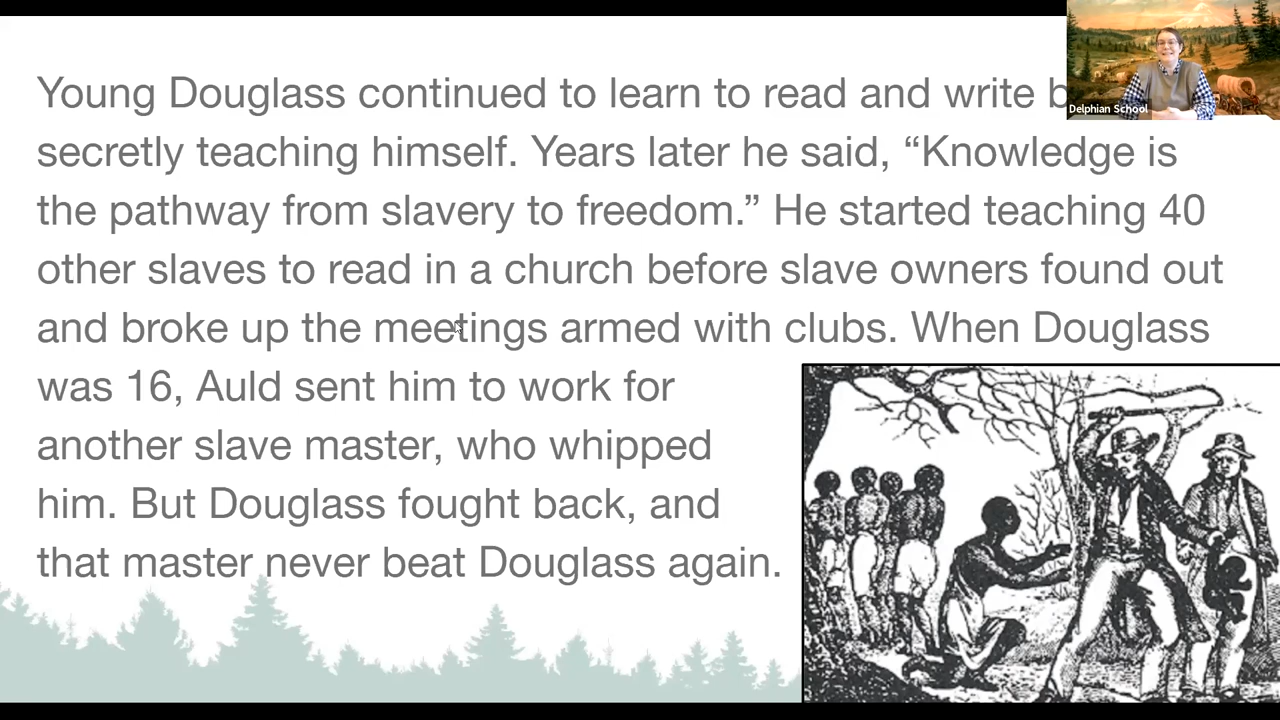 Young Douglass continued to learn to read and write
secretly teaching himself. Years later he said, “Knowledge is
the pathway from slavery to freedom.” He started teaching 40
other slaves to read in a church before slave owners found out
and broke up the meetings armed with clubs. When Douglass
was 16, Auld sent him to work for
another slave master, who whipped
him. But Douglass fought back, and
that master never beat Douglass again.
Delphian School